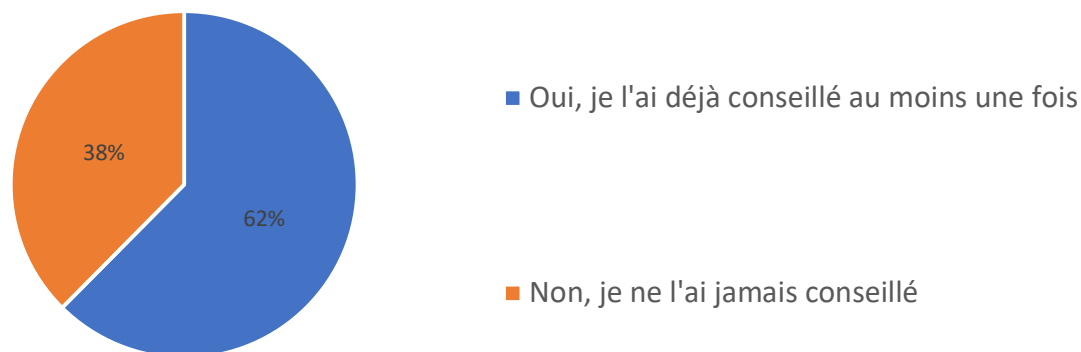 Oui, je l'ai déjà conseillé au moins une fois
38%
62%
Non, je ne l'ai jamais conseillé